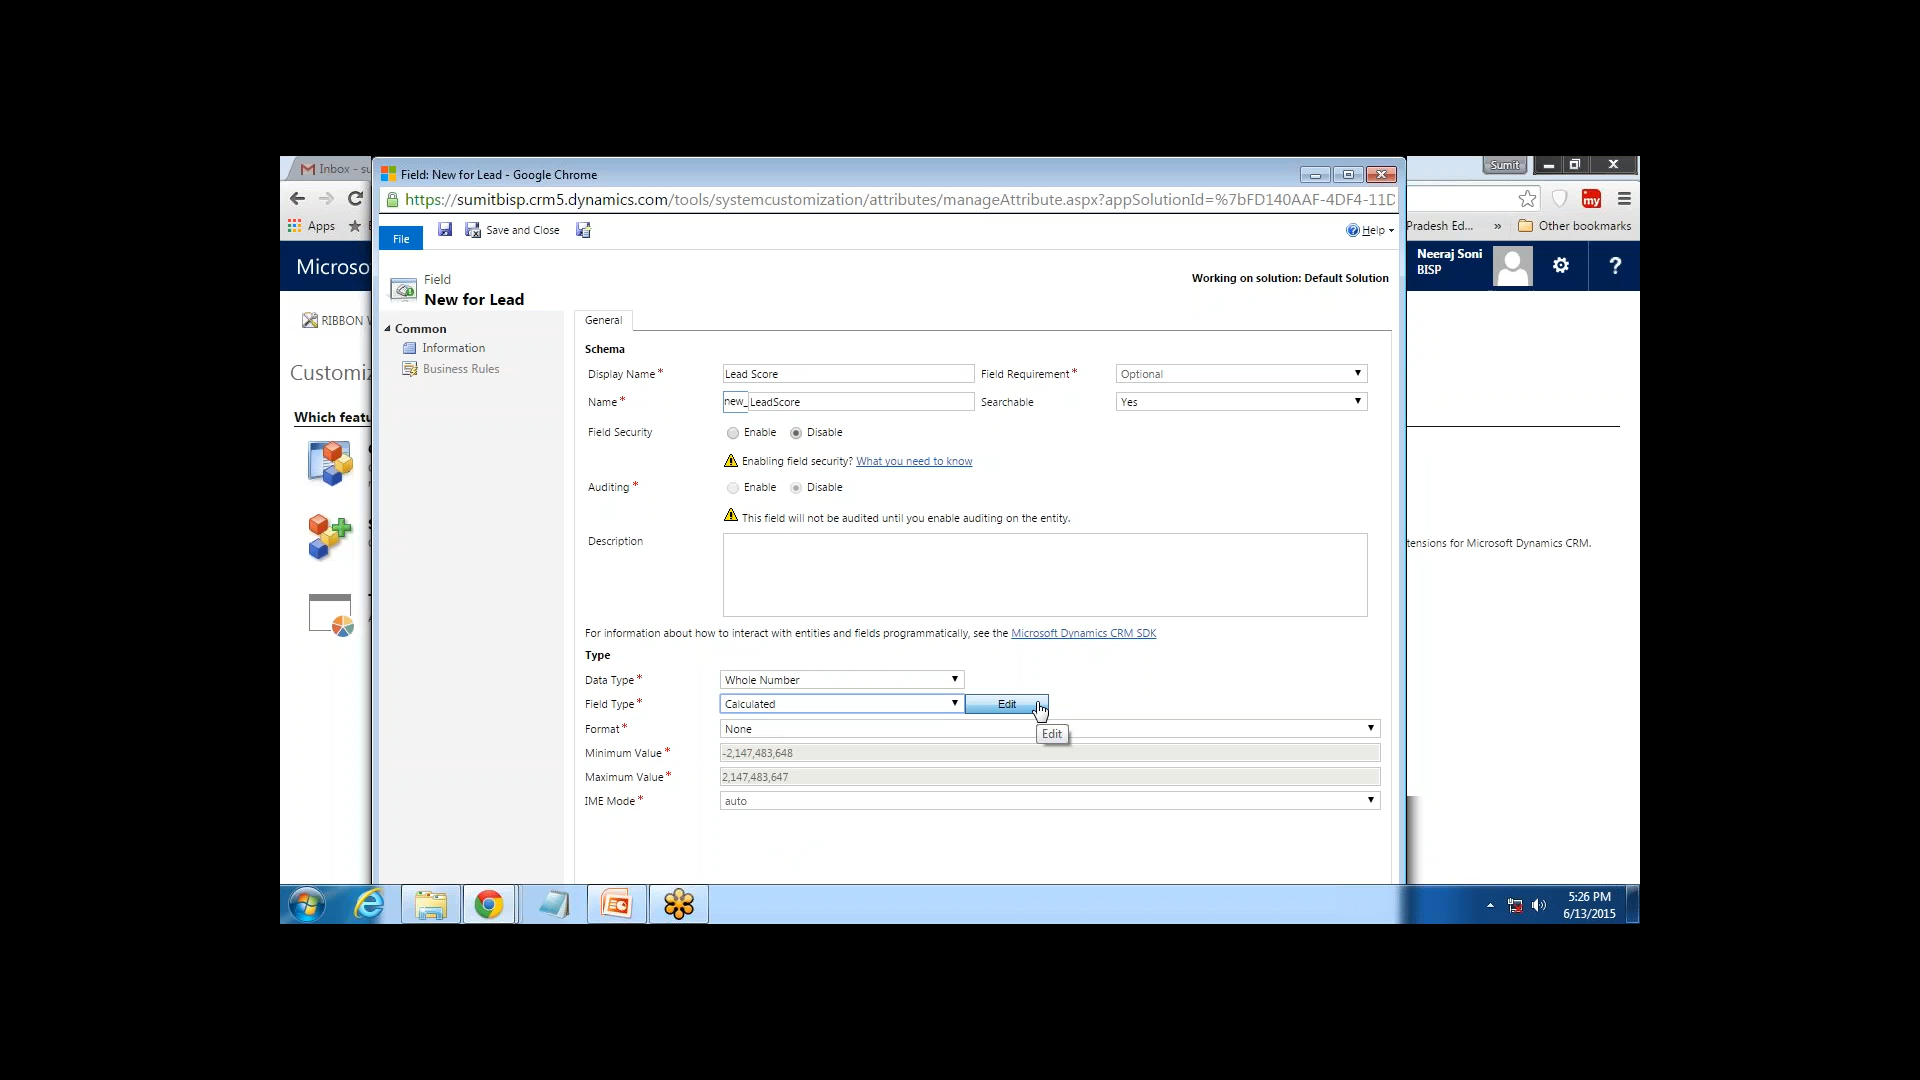 Inbox - su
Field: New for Lead - Google Chrome
Sumit
https://sumitbisp.crm5.dynamics.com/tools/systemcustomization/attributes/manageAttribute.aspx?appSolutionId=%7bFD140AAF-4DF4-11D
my
Apps
Pradesh Ed...
»
Other bookmarks
File
Save and Close
Help
Microso
Neeraj Soni
BISP
?
Field
New for Lead
Working on solution: Default Solution
RIBBON W
Common
Information
Business Rules
General
Customiz
Which featu
Schema
Display Name*
Lead Score
Field Requirement*
Optional
Name*
new_
LeadScore
Searchable
Yes
Field Security
Enable
Disable
Enabling field security? What you need to know
Auditing*
Enable
Disable
This field will not be audited until you enable auditing on the entity.
Description
tensions for Microsoft Dynamics CRM.
For information about how to interact with entities and fields programmatically, see the Microsoft Dynamics CRM SDK
Type
Data Type*
Whole Number
Field Type*
Calculated
Edit
Edit
Format*
None
Minimum Value*
-2,147,483,648
Maximum Value*
2,147,483,647
IME Mode*
auto
5:26 PM
6/13/2015